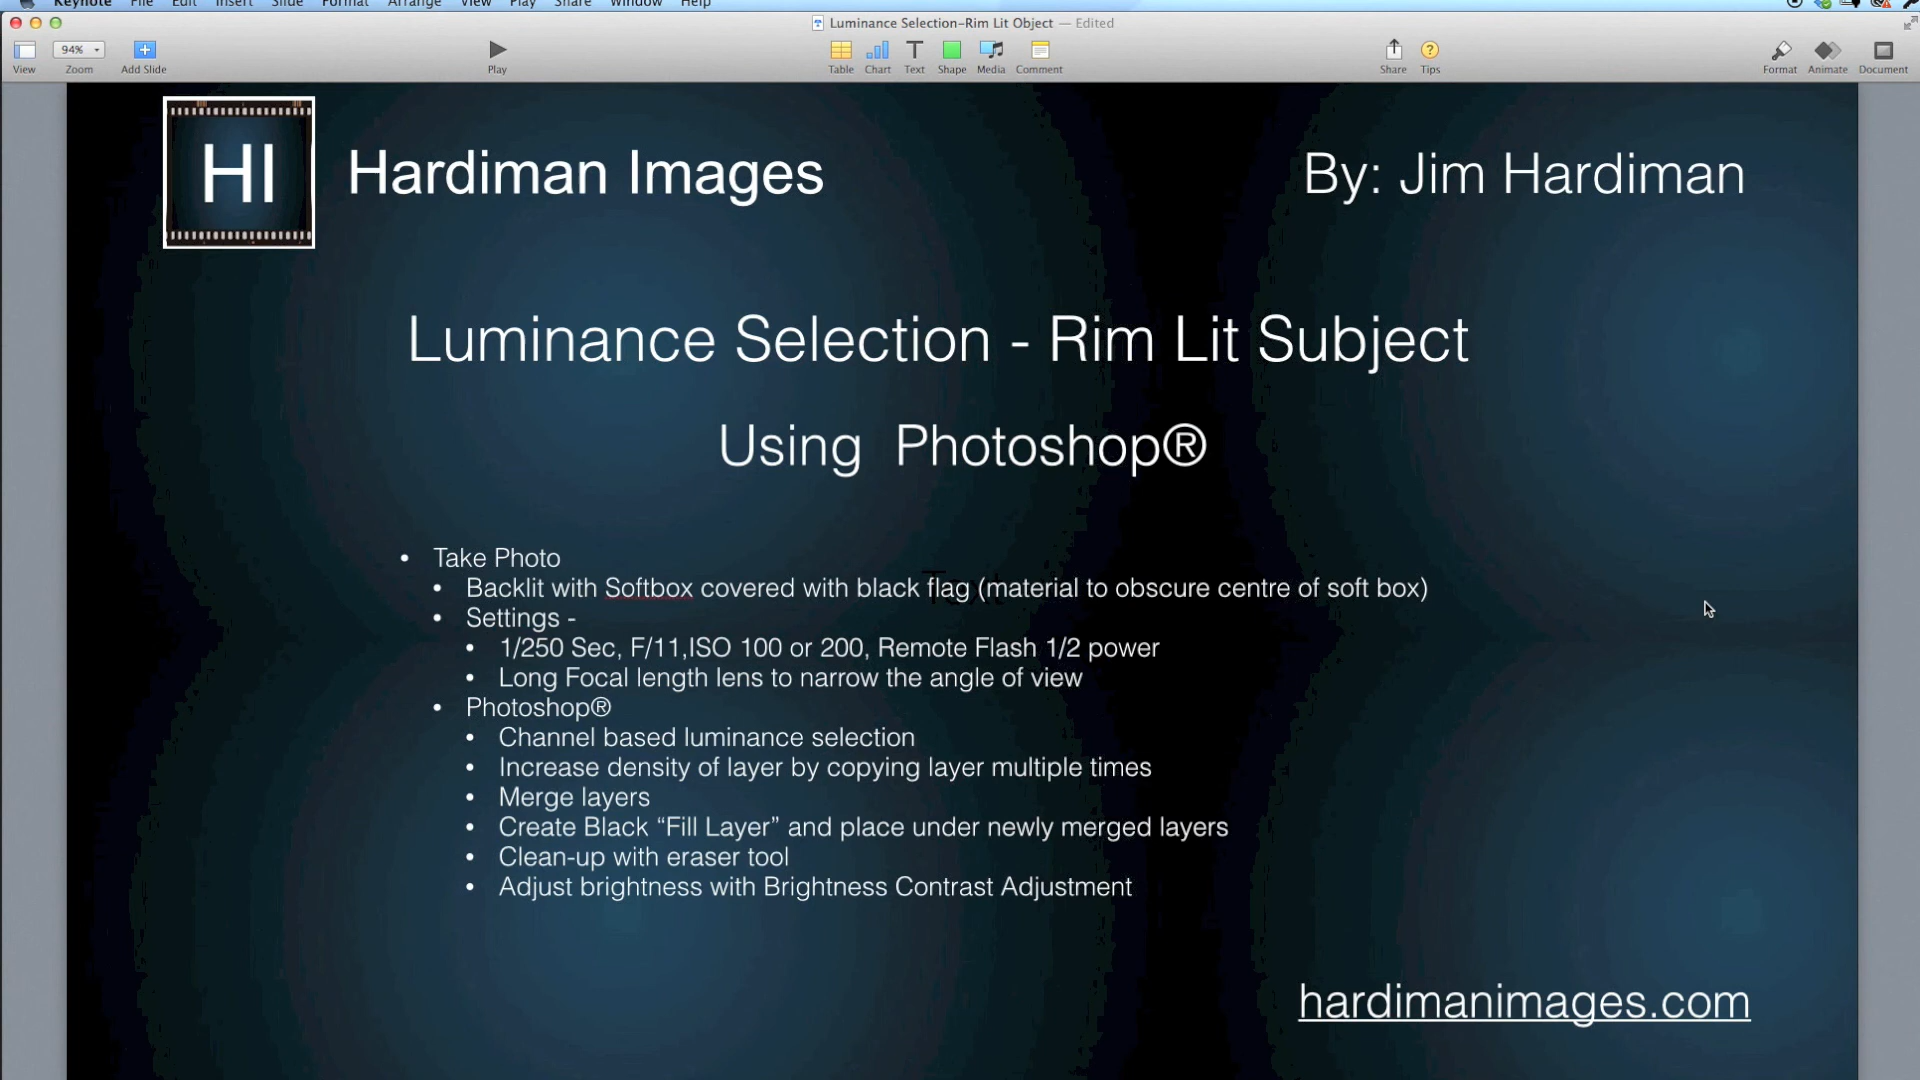 Keynote File Edit Insert Slide Format Arrange View Play Share Window Help
Luminance Selection-Rim Lit Object — Edited
94%
View Zoom Add Slide Play Table Chart Text Shape Media Comment Share Tips Format Animate Document
HI
Hardiman Images
By: Jim Hardiman
Luminance Selection - Rim Lit Subject
Using Photoshop®
• Take Photo
• Backlit with Softbox covered with black flag (material to obscure centre of soft box)
• Settings -
• 1/250 Sec, F/11,ISO 100 or 200, Remote Flash 1/2 power
• Long Focal length lens to narrow the angle of view
• Photoshop®
• Channel based luminance selection
• Increase density of layer by copying layer multiple times
• Merge layers
• Create Black “Fill Layer” and place under newly merged layers
• Clean-up with eraser tool
• Adjust brightness with Brightness Contrast Adjustment
hardimanimages.com